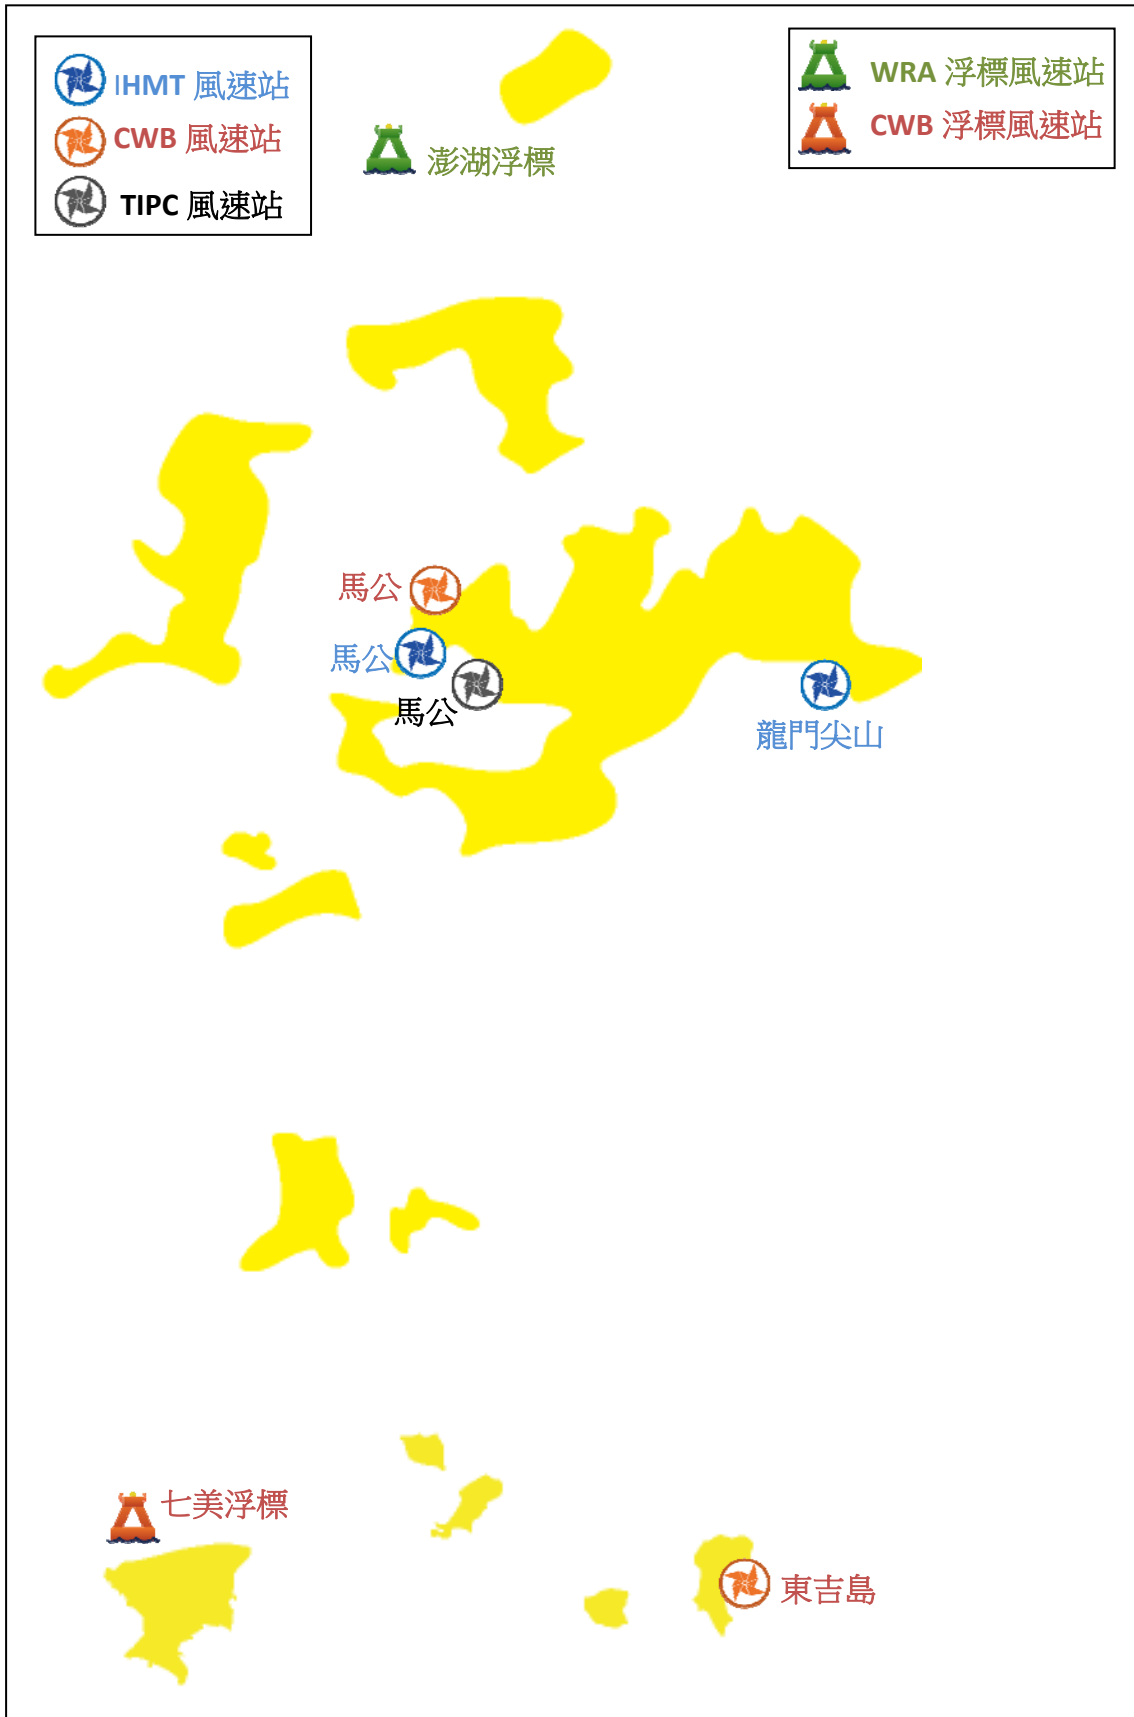 IHMT 風速站
CWB 風速站
TIPC 風速站
WRA 浮標風速站
CWB 浮標風速站
澎湖浮標
馬公
馬公
馬公
龍門尖山
七美浮標
東吉島